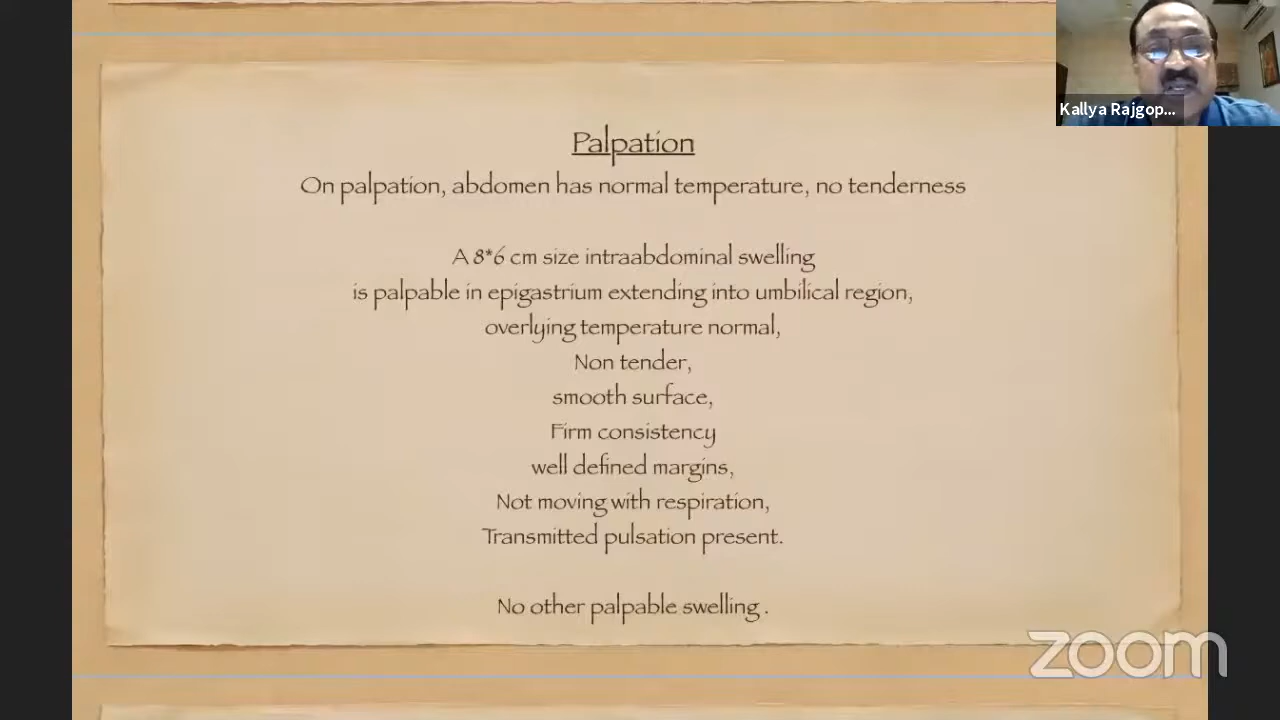 Kallya Rajgop...
Palpation
On palpation, abdomen has normal temperature, no tenderness
A 8*6 cm size intraabdominal swelling
is palpable in epigastrium extending into umbilical region,
overlying temperature normal,
Non tender,
smooth surface,
Firm consistency
well defined margins,
Not moving with respiration,
Transmitted pulsation present.
No other palpable swelling .
zoom